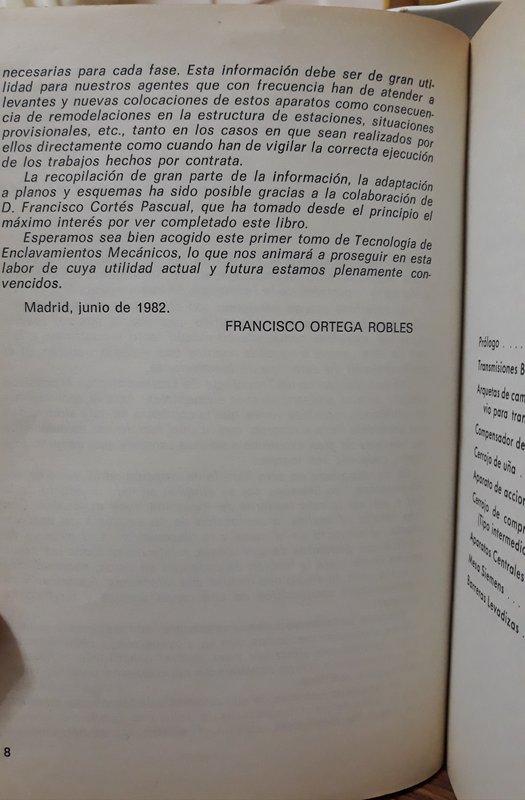 necesarias para cada fase. Esta información debe ser de gran uti-
lidad para nuestros agentes que con frecuencia han de atender a
levantes y nuevas colocaciones de estos aparatos como consecuen-
cia de remodelaciones en la estructura de estaciones, situaciones
provisionales, etc., tanto en los casos en que sean realizados por
ellos directamente como cuando han de vigilar la correcta ejecución
de los trabajos hechos por contrata.
La recopilación de gran parte de la información, la adaptación
a planos y esquemas ha sido posible gracias a la colaboración de
D. Francisco Cortés Pascual, que ha tomado desde el principio el
máximo interés por ver completado este libro.
Esperamos sea bien acogido este primer tomo de Tecnología de
Enclavamientos Mecánicos, lo que nos animará a proseguir en esta
labor de cuya utilidad actual y futura estamos plenamente con-
vencidos.
Madrid, junio de 1982.
FRANCISCO ORTEGA ROBLES
8
Prólogo . . . .
Transmisiones B
Arquetas de cam
vio para tran
Compensador de
Cerrojo de uña .
Aparato de accion
Cerrojo de compr
(Tipo intermedio
Aparatos Centrales
Mesa Siemens . . .
Barreras Levadizas .